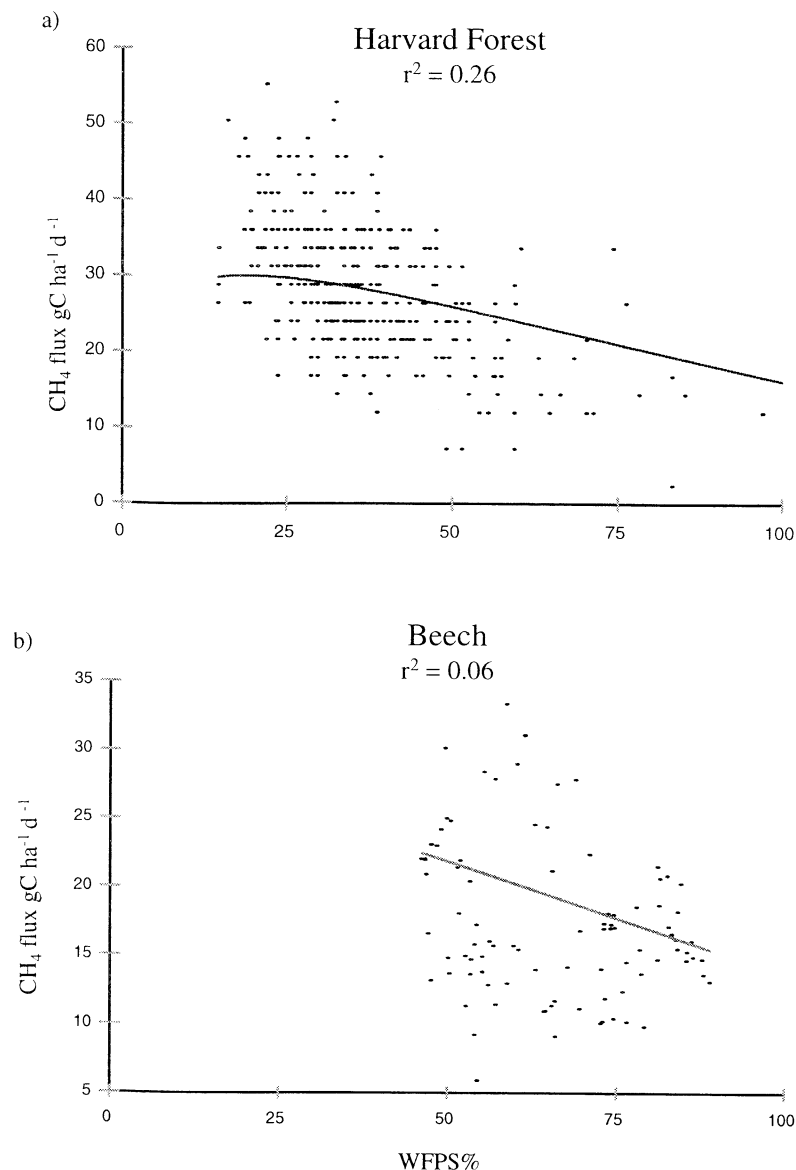 a)
Harvard Forest
r² = 0.26
60
50
40
30
20
10
0
CH₄ flux gC ha⁻¹ d⁻¹
0 25 50 75 100
b)
Beech
r² = 0.06
35
30
25
20
15
10
5
CH₄ flux gC ha⁻¹ d⁻¹
0 25 50 75 100
WFPS%